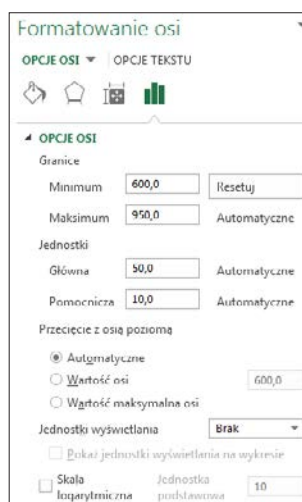 Formatowanie osi
OPCJE OSI OPCJE TEKSTU
OPCJE OSI
Granice
Minimum 600,0 Resetuj
Maksimum 950,0 Automatyczne
Jednostki
Główna 50,0 Automatyczne
Pomocnicza 10,0 Automatyczne
Przecięcie z osią poziomą
Automatyczne
Wartość osi 600,0
Wartość maksymalna osi
Jednostki wyświetlania Brak
Pokaż jednostki wyświetlania na wykresie
Skala Jednostka
logarytmiczna podstawowa 10